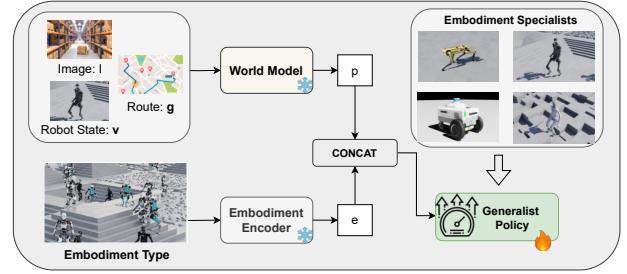 Image: I
Route: g
Robot State: v
World Model
p
Embodiment Specialists
CONCAT
Embodiment
Encoder
e
Embodiment Type
Generalist
Policy